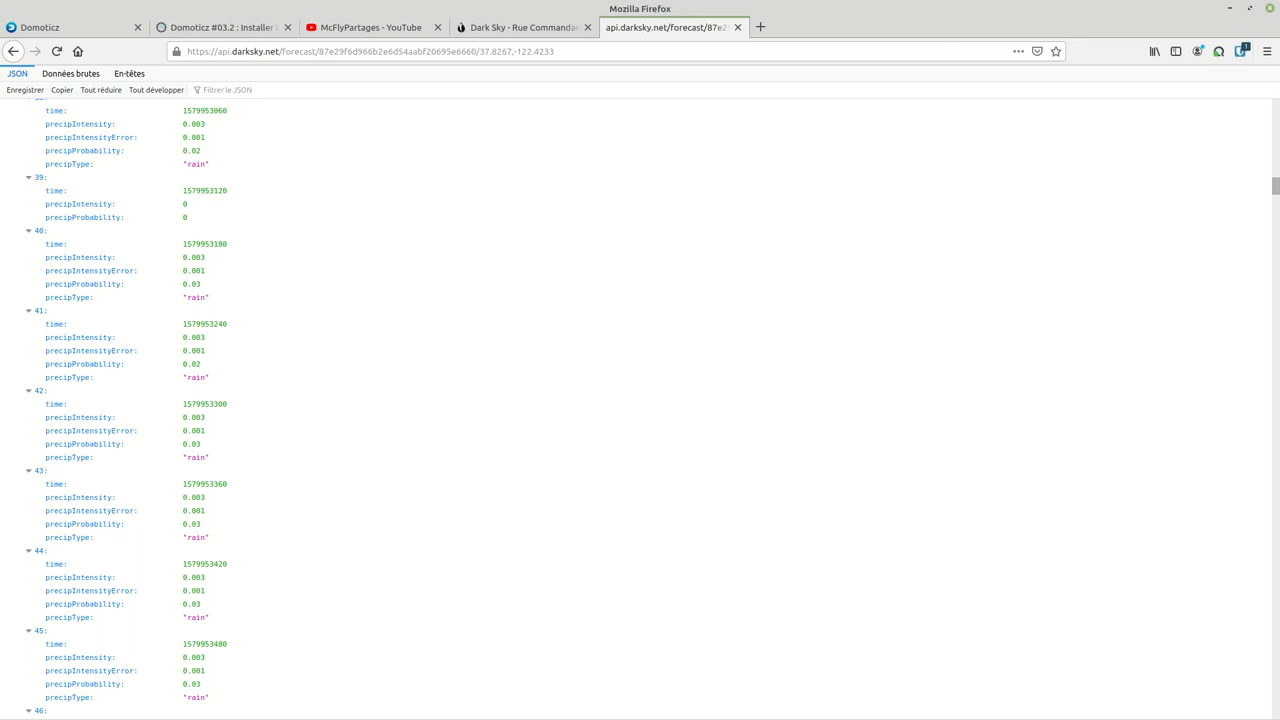 Mozilla Firefox
Domoticz
Domoticz #03.2 : Installer l
McFlyPartages - YouTube
Dark Sky - Rue Commandan
api.darksky.net/forecast/87e29
https://api.darksky.net/forecast/87e29f6d966b2e6d54aabf20695e6660/37.8267,-122.4233
1
JSON
Données brutes
En-têtes
Enregistrer
Copier
Tout réduire
Tout développer
Filtrer le JSON
time: 1579953060
precipIntensity: 0.003
precipIntensityError: 0.001
precipProbability: 0.02
precipType: "rain"
39:
time: 1579953120
precipIntensity: 0
precipProbability: 0
40:
time: 1579953180
precipIntensity: 0.003
precipIntensityError: 0.001
precipProbability: 0.03
precipType: "rain"
41:
time: 1579953240
precipIntensity: 0.003
precipIntensityError: 0.001
precipProbability: 0.02
precipType: "rain"
42:
time: 1579953300
precipIntensity: 0.003
precipIntensityError: 0.001
precipProbability: 0.03
precipType: "rain"
43:
time: 1579953360
precipIntensity: 0.003
precipIntensityError: 0.001
precipProbability: 0.03
precipType: "rain"
44:
time: 1579953420
precipIntensity: 0.003
precipIntensityError: 0.001
precipProbability: 0.03
precipType: "rain"
45:
time: 1579953480
precipIntensity: 0.003
precipIntensityError: 0.001
precipProbability: 0.03
precipType: "rain"
46: